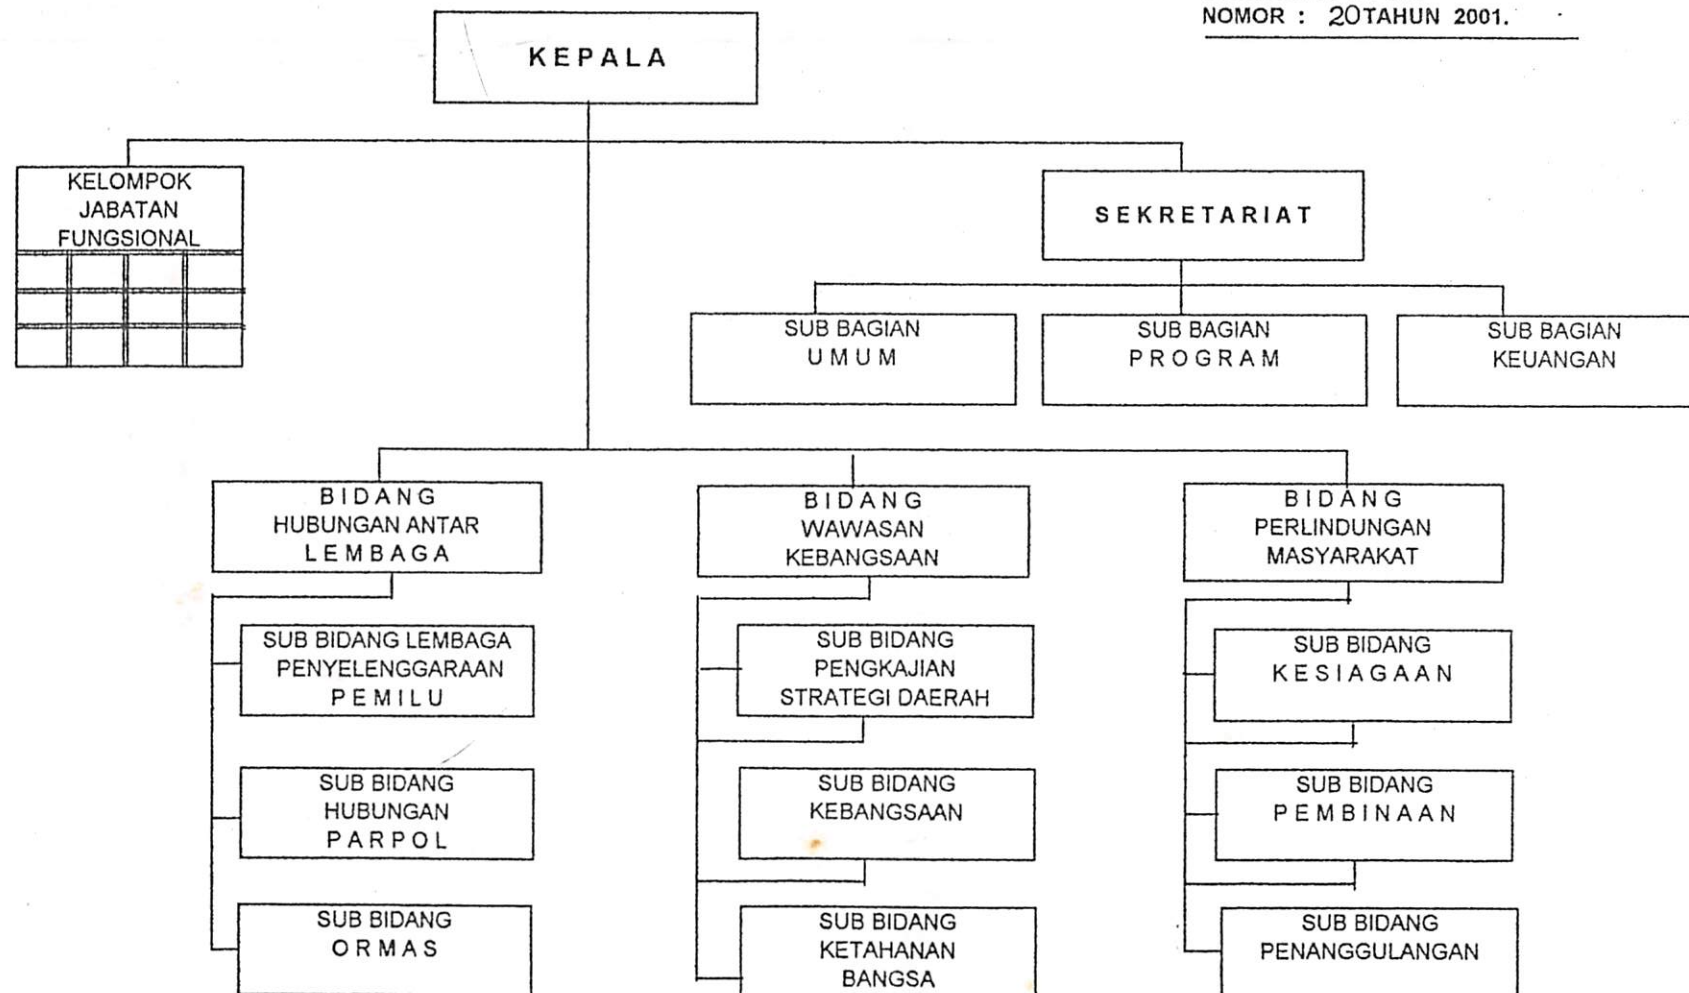 NOMOR : 20 TAHUN 2001.
KEPALA
KELOMPOK
JABATAN
FUNGSIONAL
SEKRETARIAT
SUB BAGIAN
UMUM
SUB BAGIAN
PROGRAM
SUB BAGIAN
KEUANGAN
BIDANG
HUBUNGAN ANTAR
LEMBAGA
BIDANG
WAWASAN
KEBANGSAAN
BIDANG
PERLINDUNGAN
MASYARAKAT
SUB BIDANG LEMBAGA
PENYELENGGARAAN
PEMILU
SUB BIDANG
PENGKAJIAN
STRATEGI DAERAH
SUB BIDANG
KESIAGAAN
SUB BIDANG
HUBUNGAN
PARPOL
SUB BIDANG
KEBANGSAAN
SUB BIDANG
PEMBINAAN
SUB BIDANG
ORMAS
SUB BIDANG
KETAHANAN
BANGSA
SUB BIDANG
PENANGGULANGAN